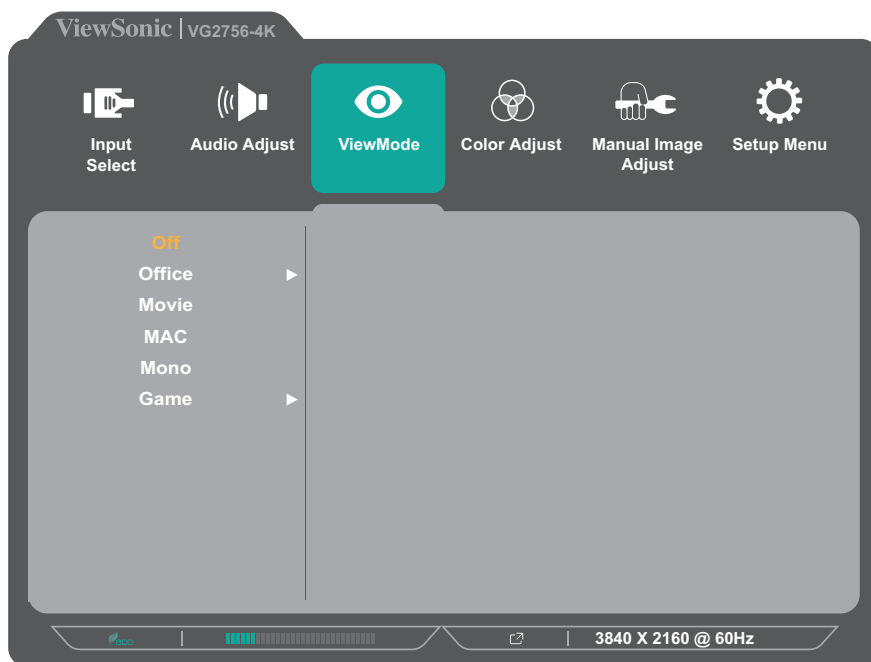 ViewSonic | VG2756-4K
Input
Select
Audio Adjust
ViewMode
Color Adjust
Manual Image
Adjust
Setup Menu
Off
Office
Movie
MAC
Mono
Game
eco
3840 X 2160 @ 60Hz